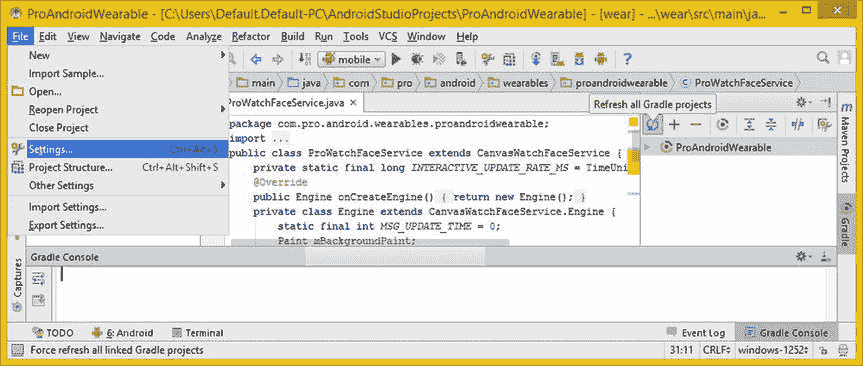 ProAndroidWearable - [C:\Users\Default.Default-PC\AndroidStudioProjects\ProAndroidWearable] - [wear] - ...\wear\src\main\ja...
File Edit View Navigate Code Analyze Refactor Build Run Tools VCS Window Help
New
Import Sample...
Open...
Reopen Project
Close Project
Settings... Ctrl+Alt+S
Project Structure... Ctrl+Alt+Shift+S
Other Settings
Import Settings...
Export Settings...
mobile
main java com pro android wearables proandroidwearable ProWatchFaceService
ProWatchFaceService.java
Refresh all Gradle projects
package com.pro.android.wearables.proandroidwearable;
import ...
public class ProWatchFaceService extends CanvasWatchFaceService {
private static final long INTERACTIVE_UPDATE_RATE_MS = TimeUni
@Override
public Engine onCreateEngine() { return new Engine(); }
private class Engine extends CanvasWatchFaceService.Engine {
static final int MSG_UPDATE_TIME = 0;
Paint mBackgroundPaint;
ProAndroidWearable
Maven Projects
Gradle
Captures
Gradle Console
TODO 6: Android Terminal Event Log Gradle Console
Force refresh all linked Gradle projects 31:11 CRLF windows-1252